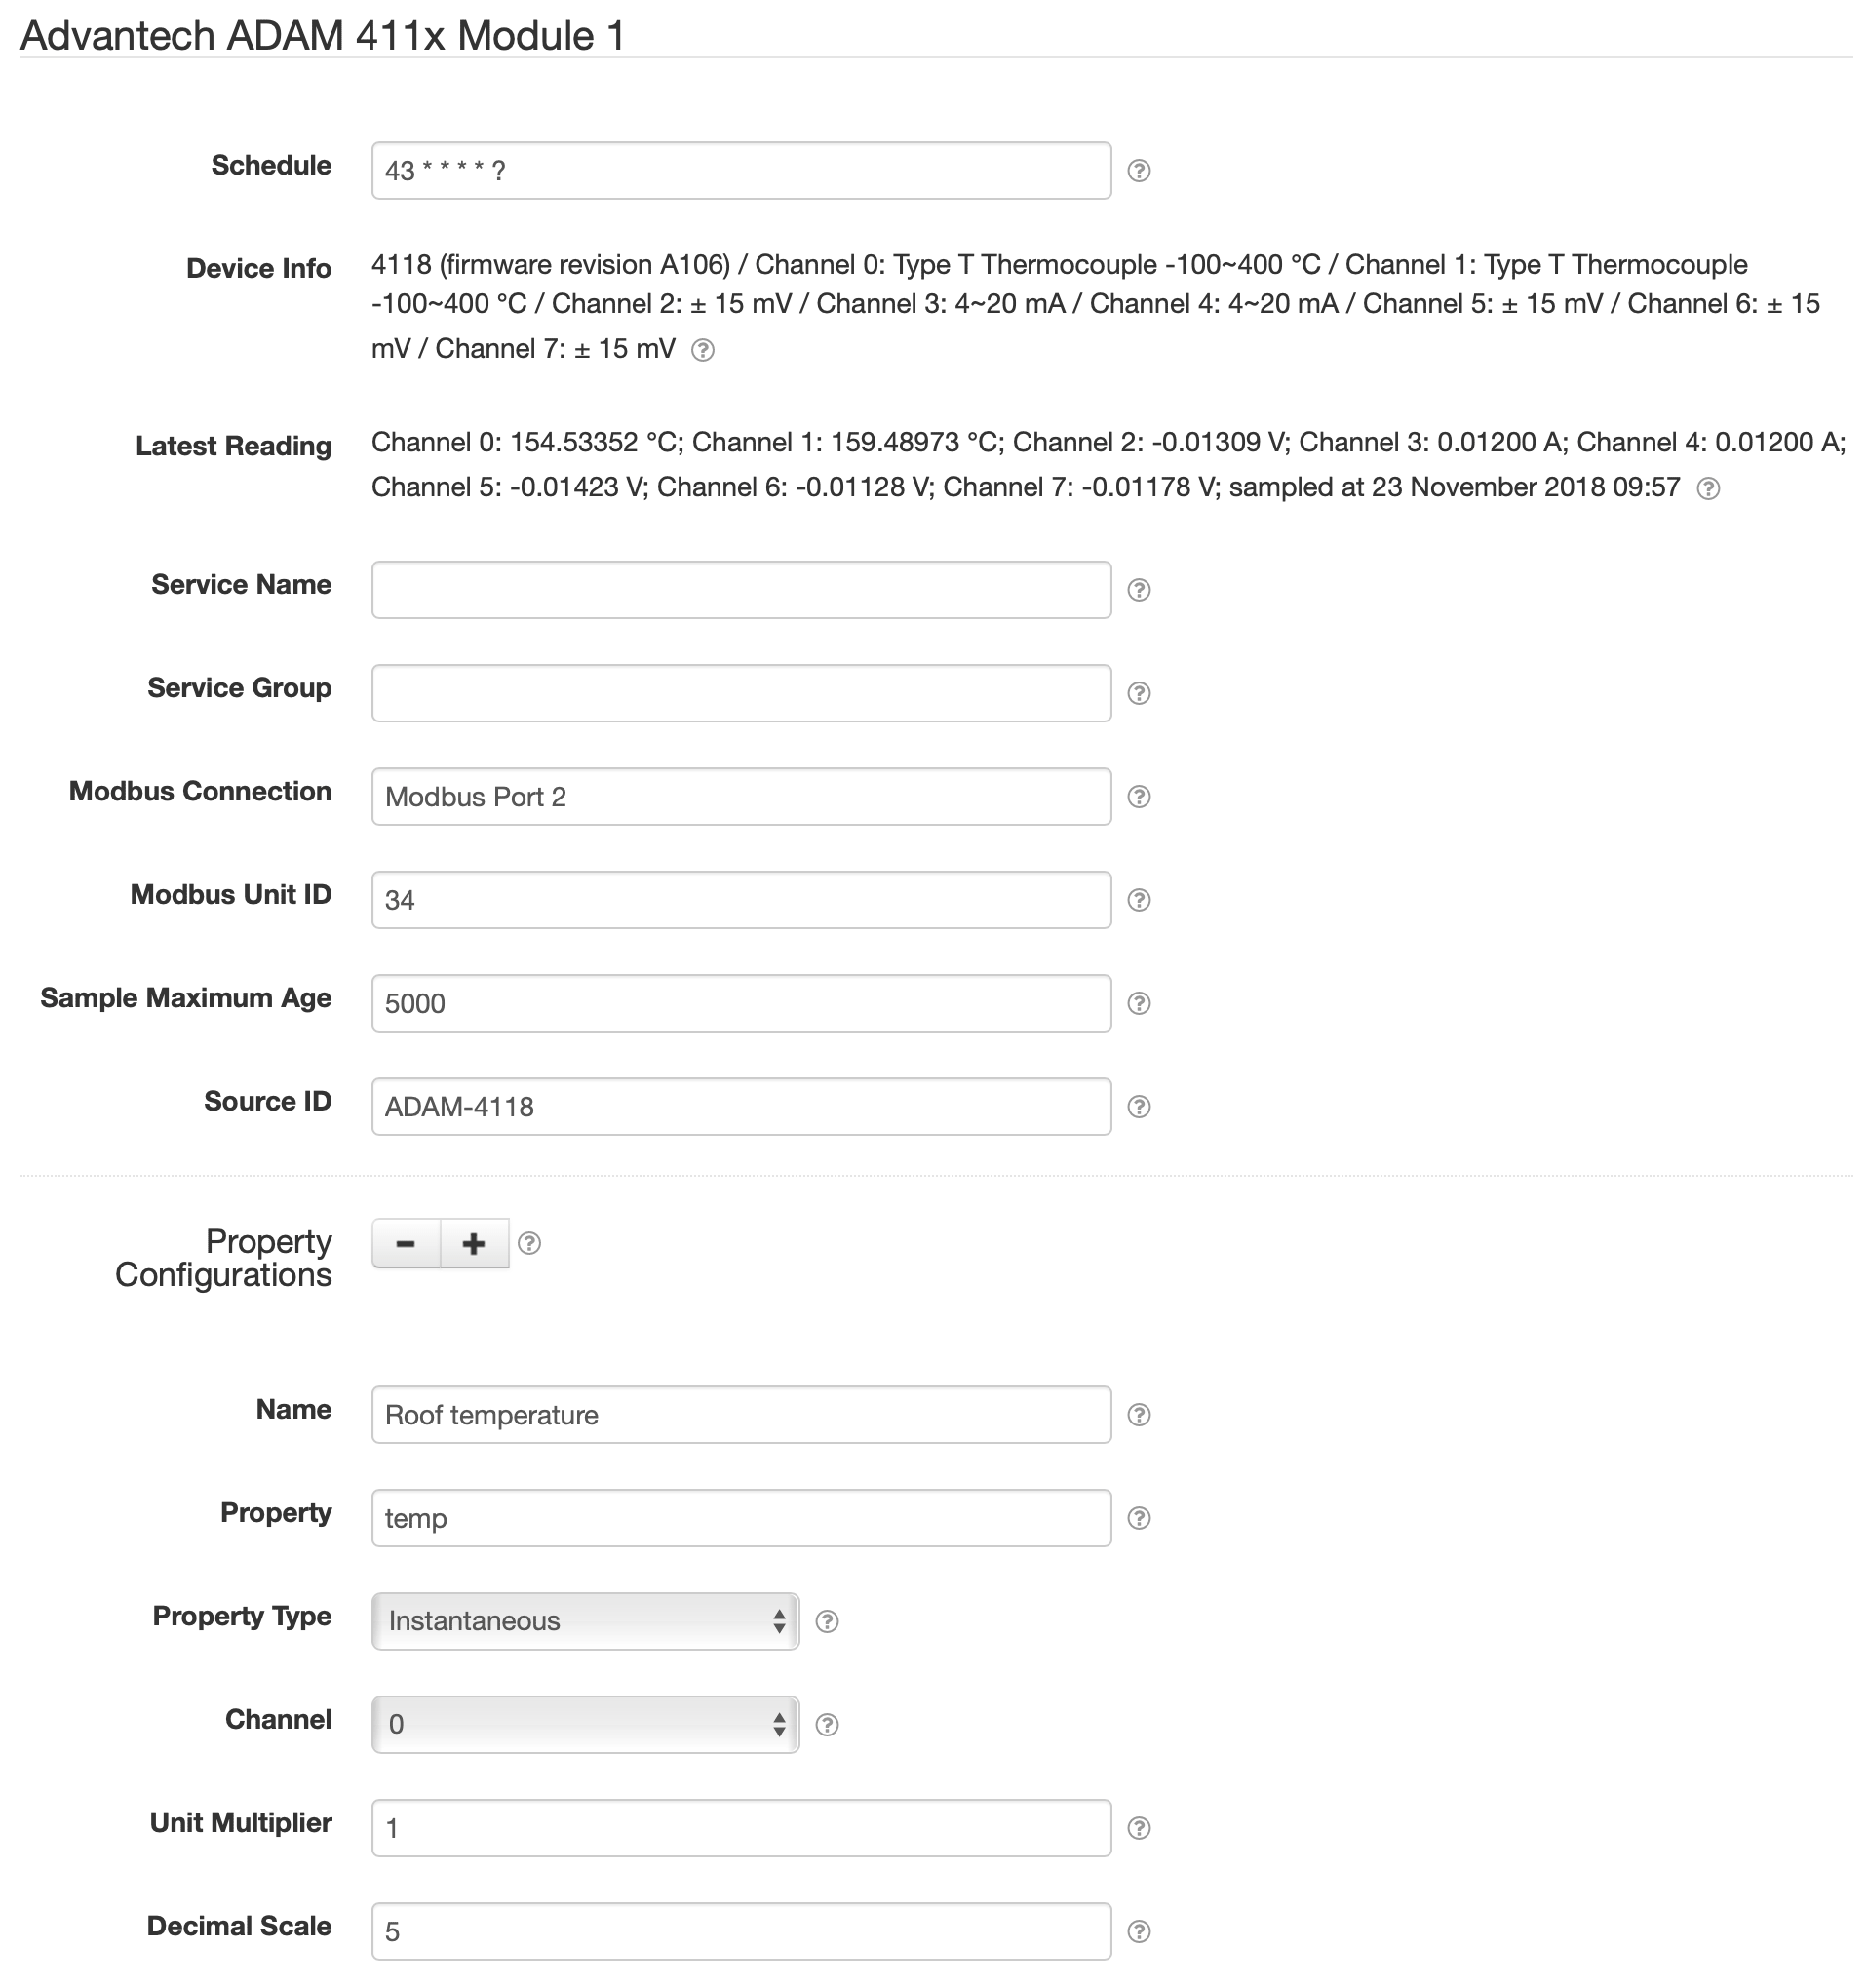 Advantech ADAM 411x Module 1
Schedule
43 * * * * ?
Device Info
4118 (firmware revision A106) / Channel 0: Type T Thermocouple -100~400 °C / Channel 1: Type T Thermocouple
-100~400 °C / Channel 2: ± 15 mV / Channel 3: 4~20 mA / Channel 4: 4~20 mA / Channel 5: ± 15 mV / Channel 6: ± 15
mV / Channel 7: ± 15 mV
Latest Reading
Channel 0: 154.53352 °C; Channel 1: 159.48973 °C; Channel 2: -0.01309 V; Channel 3: 0.01200 A; Channel 4: 0.01200 A;
Channel 5: -0.01423 V; Channel 6: -0.01128 V; Channel 7: -0.01178 V; sampled at 23 November 2018 09:57
Service Name
Service Group
Modbus Connection
Modbus Port 2
Modbus Unit ID
34
Sample Maximum Age
5000
Source ID
ADAM-4118
Property
Configurations
Name
Roof temperature
Property
temp
Property Type
Instantaneous
Channel
0
Unit Multiplier
1
Decimal Scale
5